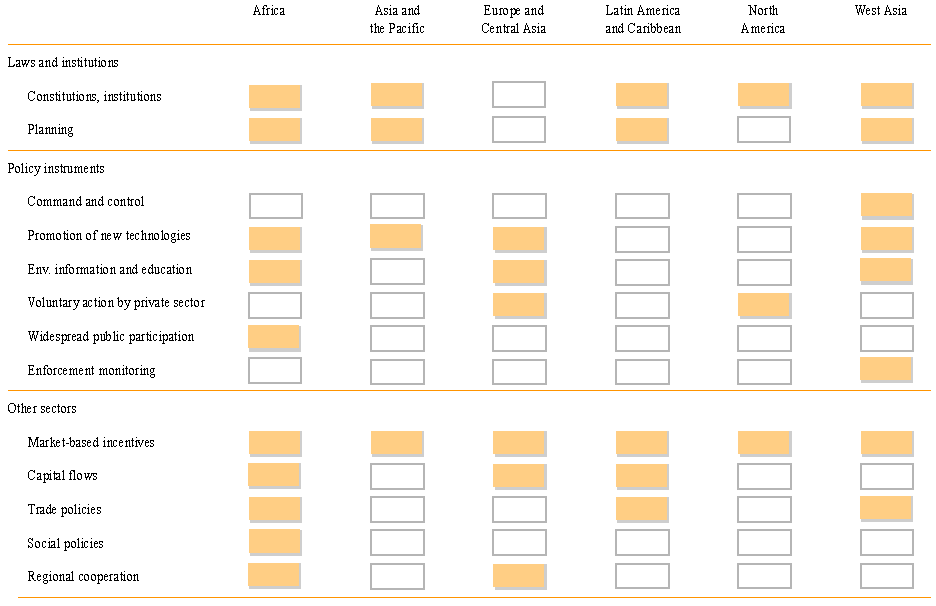 Africa
Asia and
the Pacific
Europe and
Central Asia
Latin America
and Caribbean
North
America
West Asia
Laws and institutions
Constitutions, institutions
Planning
Policy instruments
Command and control
Promotion of new technologies
Env. information and education
Voluntary action by private sector
Widespread public participation
Enforcement monitoring
Other sectors
Market-based incentives
Capital flows
Trade policies
Social policies
Regional cooperation